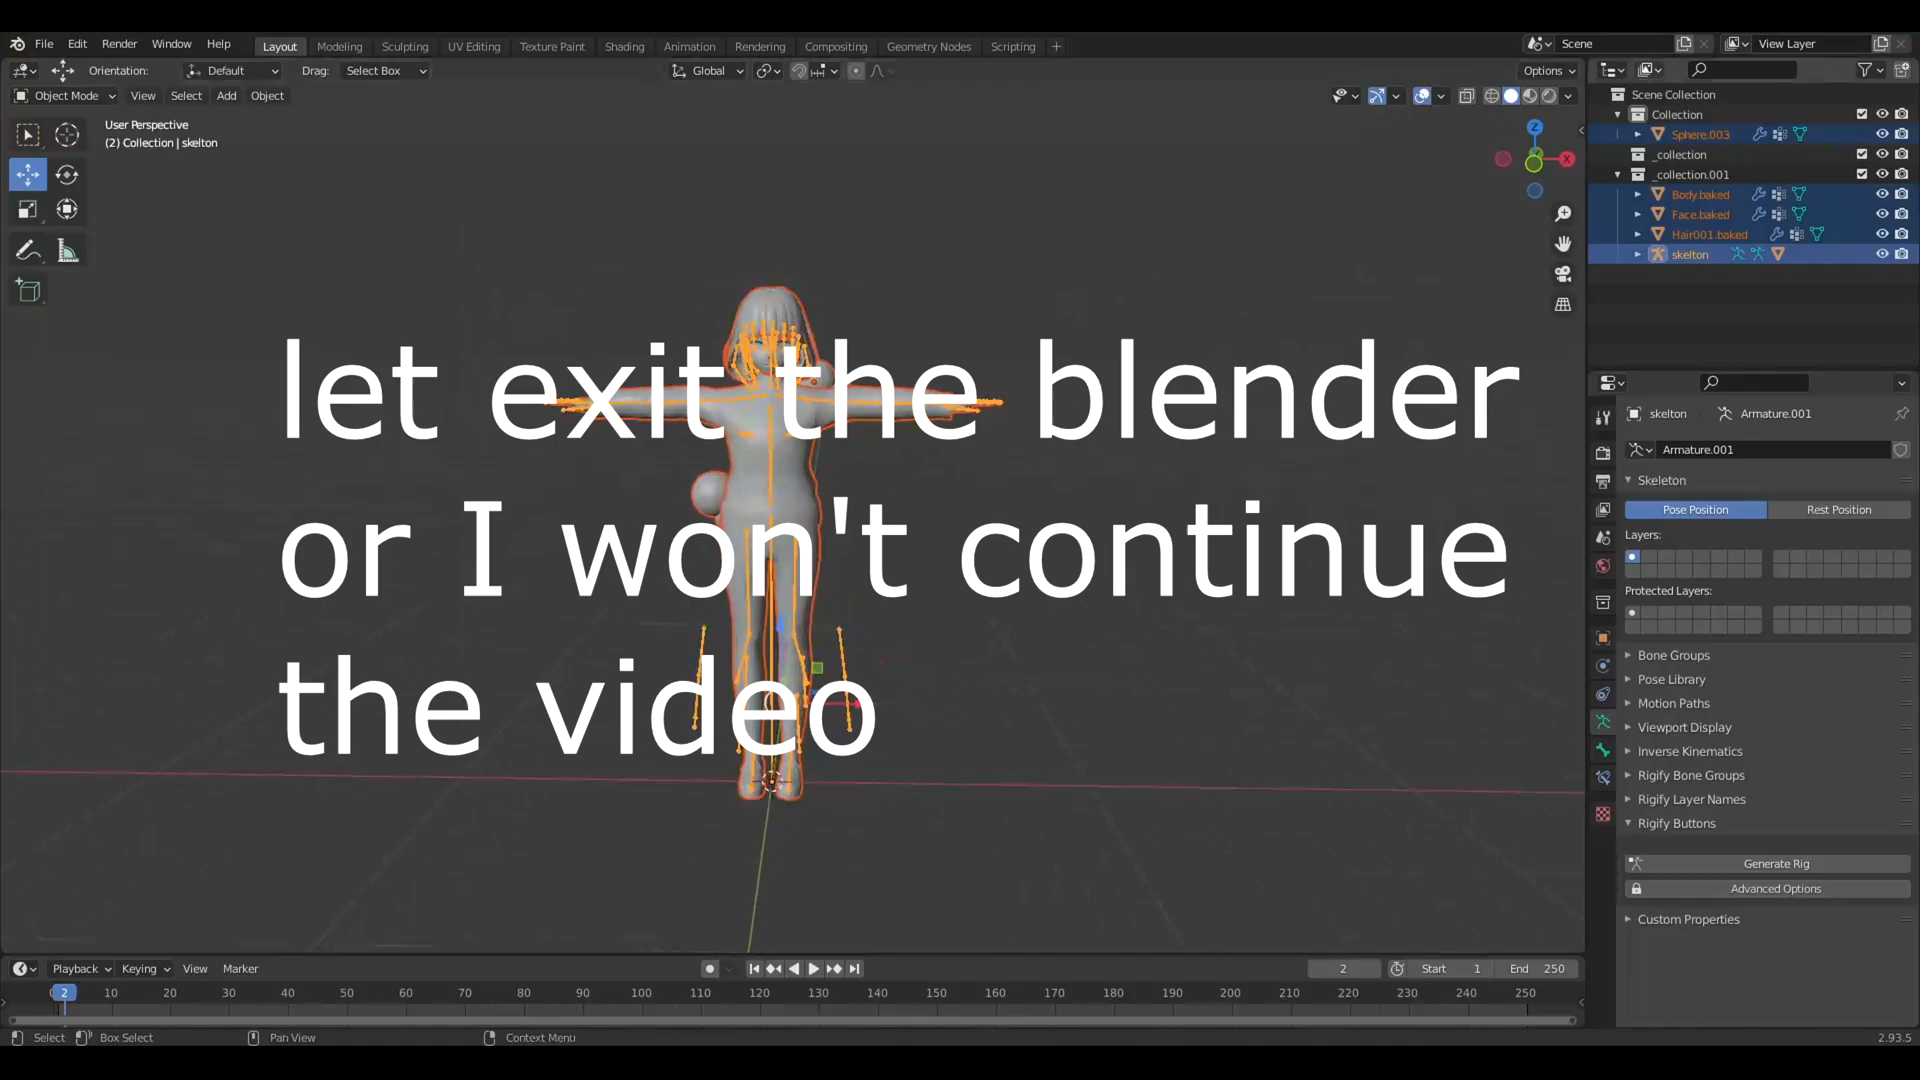 File Edit Render Window Help Layout Modeling Sculpting UV Editing Texture Paint Shading Animation Rendering Compositing Geometry Nodes Scripting + Scene View Layer
Orientation: Default Drag: Select Box Global Options
Object Mode View Select Add Object
User Perspective
(2) Collection | skelton
Z
X
Scene Collection
Collection
Sphere.003
_collection
_collection.001
Body.baked
Face.baked
Hair001.baked
skelton
let exit the blender
or I won't continue
the video
skelton Armature.001
Armature.001
Skeleton
Pose Position Rest Position
Layers:
Protected Layers:
Bone Groups
Pose Library
Motion Paths
Viewport Display
Inverse Kinematics
Rigify Bone Groups
Rigify Layer Names
Rigify Buttons
Generate Rig
Advanced Options
Custom Properties
Playback Keying View Marker 2 Start 1 End 250
2 10 20 30 40 50 60 70 80 90 100 110 120 130 140 150 160 170 180 190 200 210 220 230 240 250
Select Box Select Pan View Context Menu 2.93.5